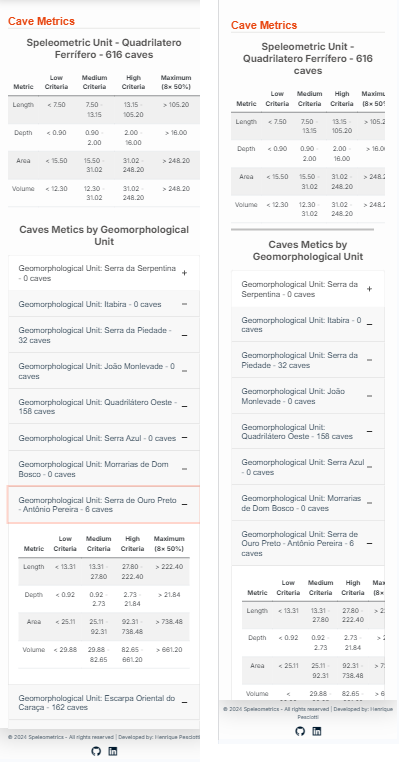 Cave Metrics
Speleometric Unit - Quadrilatero
Ferrífero - 616 caves
Metric Low Criteria Medium Criteria High Criteria Maximum (8× 50%)
Length < 7.50 7.50 - 13.15 13.15 - 105.20 > 105.20
Depth < 0.90 0.90 - 2.00 2.00 - 16.00 > 16.00
Area < 15.50 15.50 - 31.02 31.02 - 248.20 > 248.20
Volume < 12.30 12.30 - 31.02 31.02 - 248.20 > 248.20
Caves Metics by Geomorphological
Unit
Geomorphological Unit: Serra da Serpentina
- 0 caves +
Geomorphological Unit: Itabira - 0 caves –
Geomorphological Unit: Serra da Piedade -
32 caves –
Geomorphological Unit: João Monlevade - 0
caves –
Geomorphological Unit: Quadrilátero Oeste -
158 caves –
Geomorphological Unit: Serra Azul - 0 caves –
Geomorphological Unit: Morrarias de Dom
Bosco - 0 caves –
Geomorphological Unit: Serra de Ouro Preto
- Antônio Pereira - 6 caves –
Metric Low Criteria Medium Criteria High Criteria Maximum (8× 50%)
Length < 13.31 13.31 - 27.80 27.80 - 222.40 > 222.40
Depth < 0.92 0.92 - 2.73 2.73 - 21.84 > 21.84
Area < 25.11 25.11 - 92.31 92.31 - 738.48 > 738.48
Volume < 29.88 29.88 - 82.65 82.65 - 661.20 > 661.20
Geomorphological Unit: Escarpa Oriental do
Caraça - 162 caves –
© 2024 Speleometrics - All rights reserved | Developed by: Henrique Pesciotti
Cave Metrics
Speleometric Unit -
Quadrilatero Ferrífero - 616
caves
Metric Low Criteria Medium Criteria High Criteria Maxim (8× 50
Length < 7.50 7.50 - 13.15 13.15 - 105.20 > 105.2
Depth < 0.90 0.90 - 2.00 2.00 - 16.00 > 16.0
Area < 15.50 15.50 - 31.02 31.02 - 248.20 > 248.2
Volume < 12.30 12.30 - 31.02 31.02 - 248.20 > 248.2
Caves Metics by
Geomorphological Unit
Geomorphological Unit: Serra da
Serpentina - 0 caves +
Geomorphological Unit: Itabira - 0
caves –
Geomorphological Unit: Serra da
Piedade - 32 caves –
Geomorphological Unit: João
Monlevade - 0 caves –
Geomorphological Unit:
Quadrilátero Oeste - 158 caves –
Geomorphological Unit: Serra Azul
- 0 caves –
Geomorphological Unit: Morrarias
de Dom Bosco - 0 caves –
Geomorphological Unit: Serra de
Ouro Preto - Antônio Pereira - 6
caves –
Metric Low Criteria Medium Criteria High Criteria Max (8×
Length < 13.31 13.31 - 27.80 27.80 - 222.40 > 2
Depth < 0.92 0.92 - 2.73 2.73 - 21.84 > 2
Area < 25.11 25.11 - 92.31 92.31 - 738.48 > 7
Volume < 29.88 - 82.65 - > 6
© 2024 Speleometrics - All rights reserved | Developed by: Henrique
Pesciotti